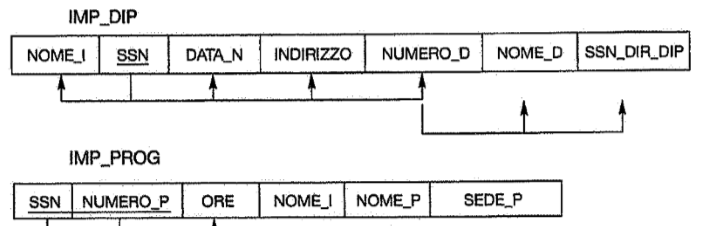 IMP_DIP
NOME_I SSN DATA_N INDIRIZZO NUMERO_D NOME_D SSN_DIR_DIP
IMP_PROG
SSN NUMERO_P ORE NOME_I NOME_P SEDE_P